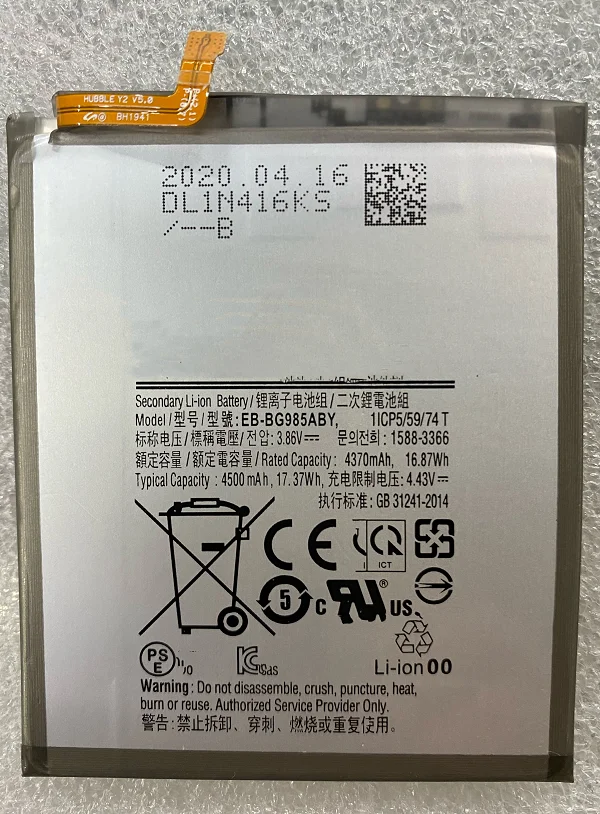 HUBBLE Y2 V6.0
BH1941
2020.04.16
DL1N416KS
/--B
Secondary Li-ion Battery / 锂离子电池组 / 二次鋰電池組
Model / 型号 / 型號: EB-BG985ABY, 1ICP5/59/74 T
标称电压 / 標稱電壓 / 전압: 3.86V⎓ 문의전화 : 1588-3366
額定容量 / 额定電容量 / Rated Capacity: 4370mAh, 16.87Wh
Typical Capacity : 4500 mAh, 17.37Wh, 充电限制电压: 4.43V⎓
执行标准: GB 31241-2014
CE
ICT
5
c UR ® US.
PS E
Li-ion 00
Warning: Do not disassemble, crush, puncture, heat,
burn or reuse. Authorized Service Provider Only.
警告: 禁止拆卸、穿刺、燃烧或重复使用。